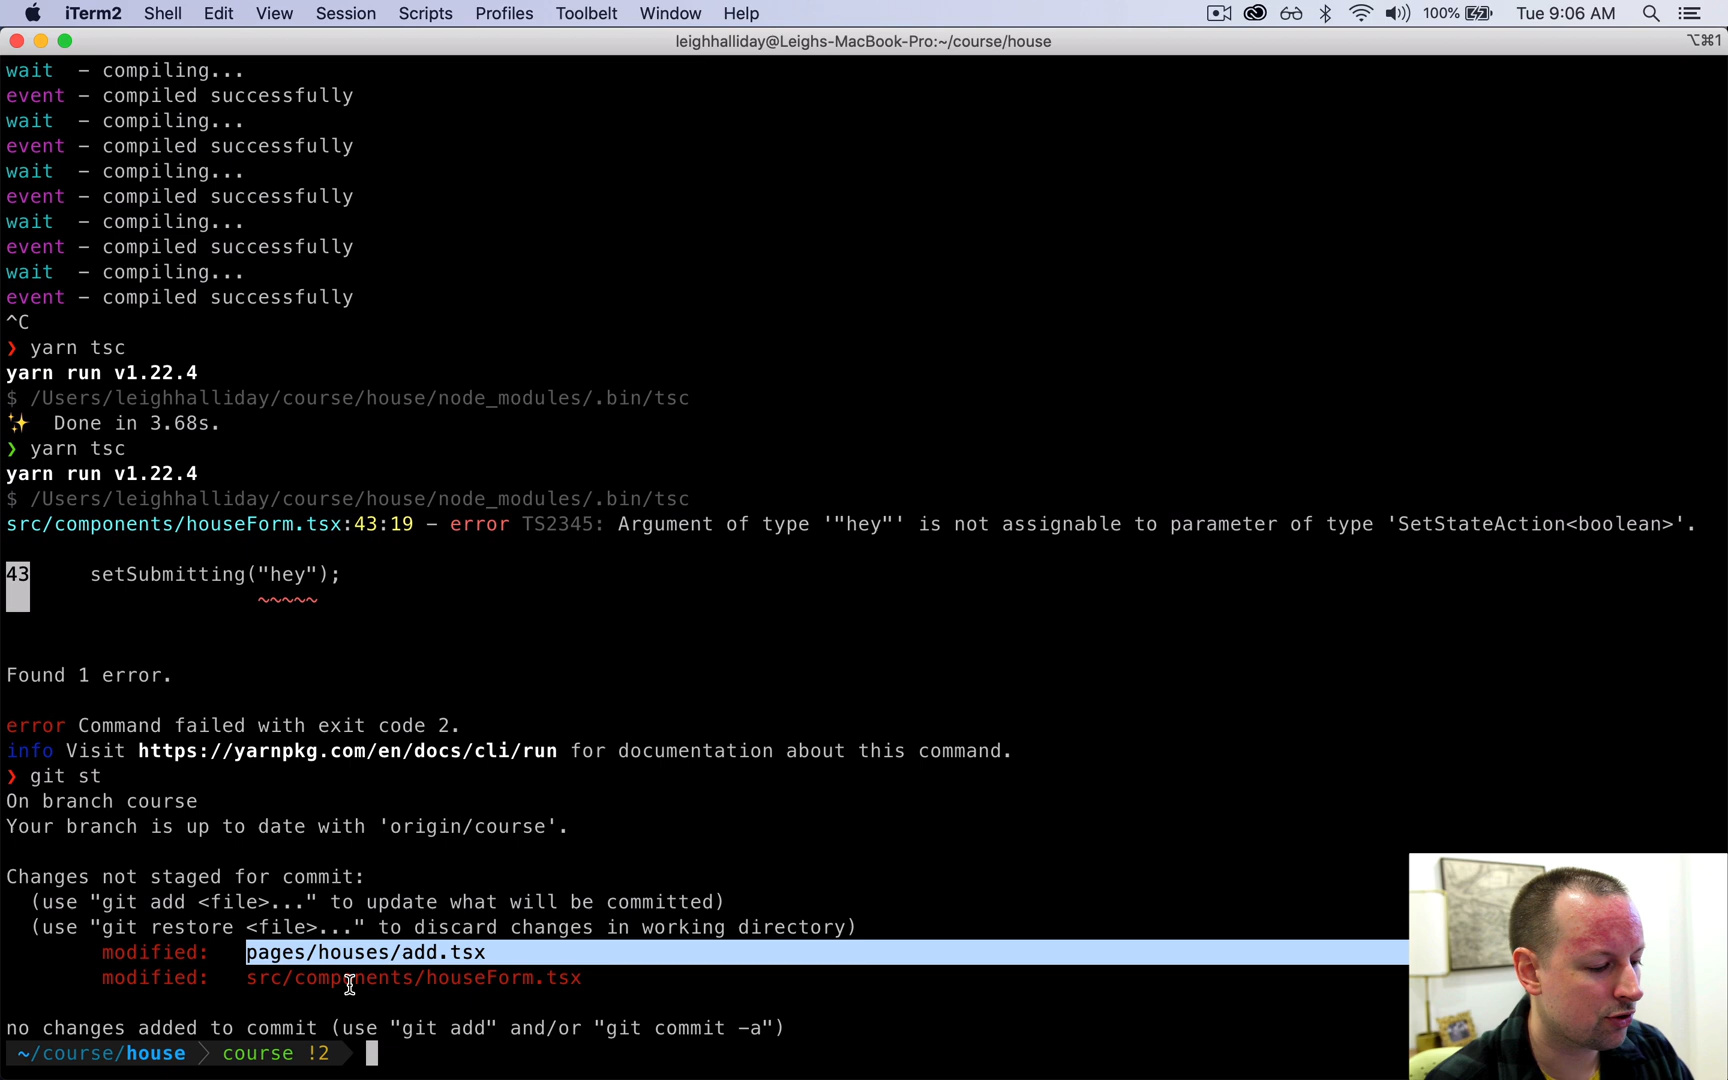 iTerm2 Shell Edit View Session Scripts Profiles Toolbelt Window Help 100% Tue 9:06 AM
leighhalliday@Leighs-MacBook-Pro:~/course/house ⌥⌘1
wait - compiling...
event - compiled successfully
wait - compiling...
event - compiled successfully
wait - compiling...
event - compiled successfully
wait - compiling...
event - compiled successfully
wait - compiling...
event - compiled successfully
^C
❯ yarn tsc
yarn run v1.22.4
$ /Users/leighhalliday/course/house/node_modules/.bin/tsc
✨ Done in 3.68s.
❯ yarn tsc
yarn run v1.22.4
$ /Users/leighhalliday/course/house/node_modules/.bin/tsc
src/components/houseForm.tsx:43:19 - error TS2345: Argument of type '"hey"' is not assignable to parameter of type 'SetStateAction<boolean>'.
43 setSubmitting("hey");
~~~~~
Found 1 error.
error Command failed with exit code 2.
info Visit https://yarnpkg.com/en/docs/cli/run for documentation about this command.
❯ git st
On branch course
Your branch is up to date with 'origin/course'.
Changes not staged for commit:
(use "git add <file>..." to update what will be committed)
(use "git restore <file>..." to discard changes in working directory)
modified: pages/houses/add.tsx
modified: src/components/houseForm.tsx
no changes added to commit (use "git add" and/or "git commit -a")
~/course/house course !2